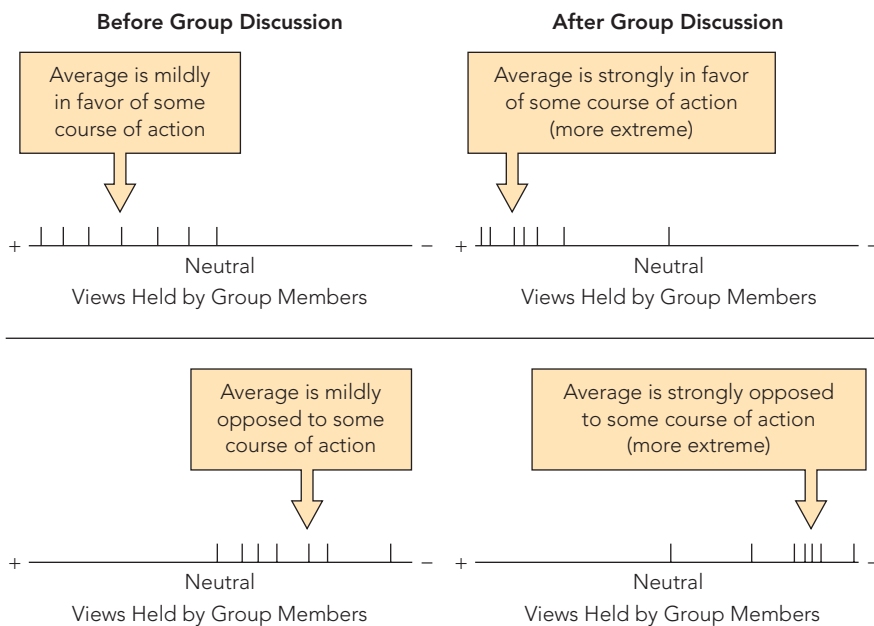 Before Group Discussion
After Group Discussion
Average is mildly
in favor of some
course of action
Average is strongly in favor
of some course of action
(more extreme)
+ –
Neutral
Views Held by Group Members
+ –
Neutral
Views Held by Group Members
Average is mildly
opposed to some
course of action
Average is strongly opposed
to some course of action
(more extreme)
+ –
Neutral
Views Held by Group Members
+ –
Neutral
Views Held by Group Members